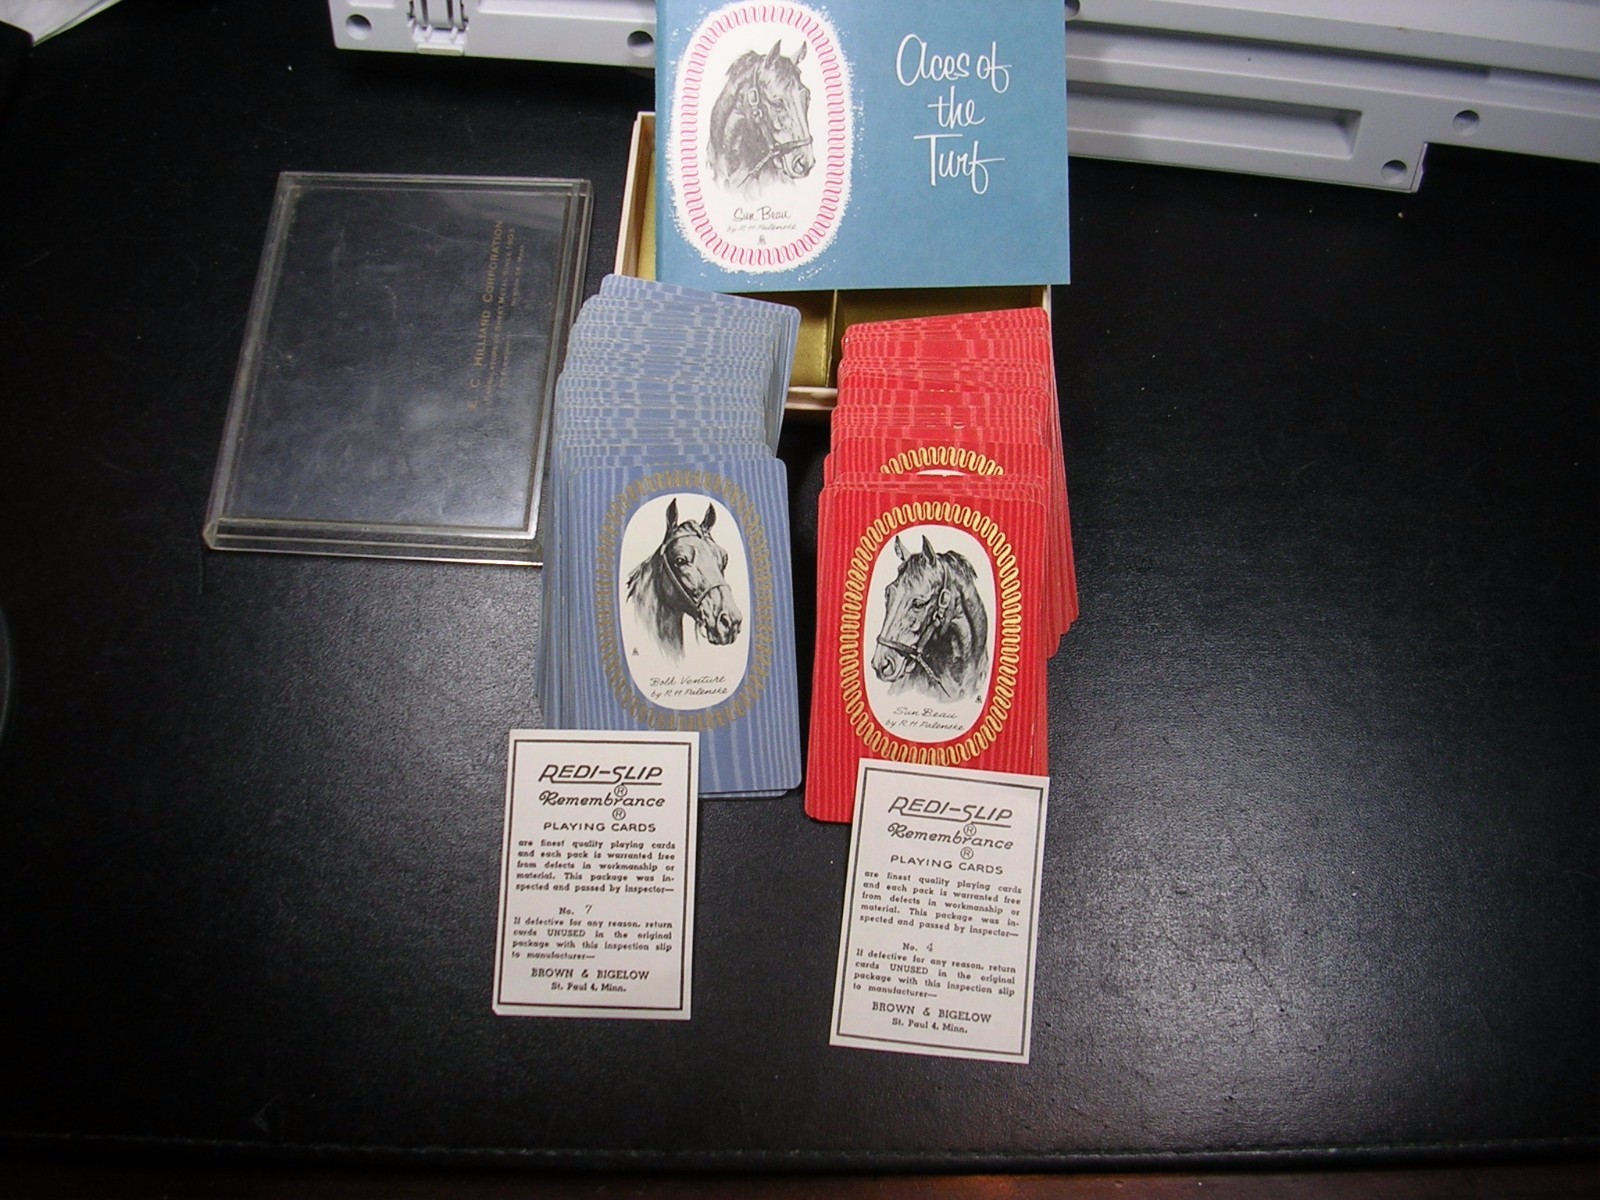 Aces of
the
Turf
Sun Beau
by R H Palenske
E. C. Hilliard Corporation
Bold Venture
by R H Palenske
Sun Beau
by R H Palenske
REDI-SLIP
®
Remembrance
®
PLAYING CARDS
are finest quality playing cards
and each pack is warranted free
from defects in workmanship or
material. This package was in-
spected and passed by inspector—
No. 7
If defective for any reason, return
cards UNUSED in the original
package with this inspection slip
to manufacturer—
BROWN & BIGELOW
St. Paul 4, Minn.
REDI-SLIP
®
Remembrance
®
PLAYING CARDS
are finest quality playing cards
and each pack is warranted free
from defects in workmanship or
material. This package was in-
spected and passed by inspector—
No. 4
If defective for any reason, return
cards UNUSED in the original
package with this inspection slip
to manufacturer—
BROWN & BIGELOW
St. Paul 4, Minn.